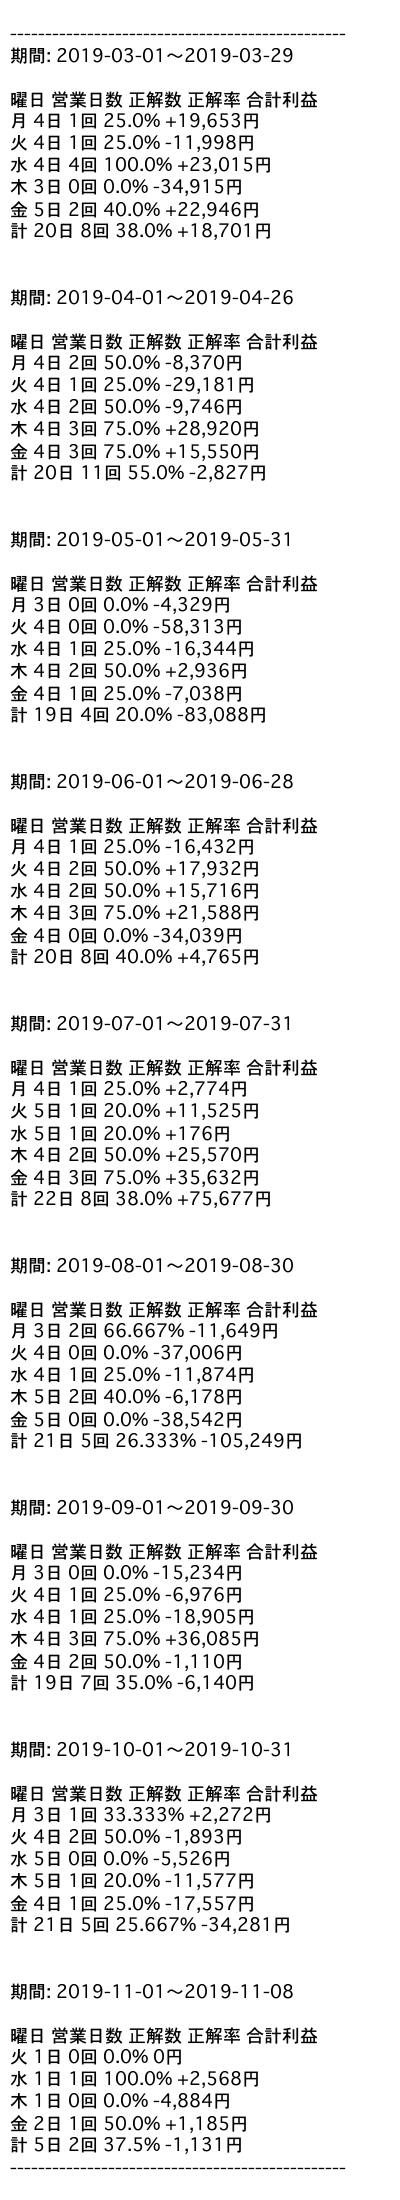 ------------------------------------------------
期間: 2019-03-01〜2019-03-29
曜日 営業日数 正解数 正解率 合計利益
月 4日 1回 25.0% +19,653円
火 4日 1回 25.0% -11,998円
水 4日 4回 100.0% +23,015円
木 3日 0回 0.0% -34,915円
金 5日 2回 40.0% +22,946円
計 20日 8回 38.0% +18,701円
期間: 2019-04-01〜2019-04-26
曜日 営業日数 正解数 正解率 合計利益
月 4日 2回 50.0% -8,370円
火 4日 1回 25.0% -29,181円
水 4日 2回 50.0% -9,746円
木 4日 3回 75.0% +28,920円
金 4日 3回 75.0% +15,550円
計 20日 11回 55.0% -2,827円
期間: 2019-05-01〜2019-05-31
曜日 営業日数 正解数 正解率 合計利益
月 3日 0回 0.0% -4,329円
火 4日 0回 0.0% -58,313円
水 4日 1回 25.0% -16,344円
木 4日 2回 50.0% +2,936円
金 4日 1回 25.0% -7,038円
計 19日 4回 20.0% -83,088円
期間: 2019-06-01〜2019-06-28
曜日 営業日数 正解数 正解率 合計利益
月 4日 1回 25.0% -16,432円
火 4日 2回 50.0% +17,932円
水 4日 2回 50.0% +15,716円
木 4日 3回 75.0% +21,588円
金 4日 0回 0.0% -34,039円
計 20日 8回 40.0% +4,765円
期間: 2019-07-01〜2019-07-31
曜日 営業日数 正解数 正解率 合計利益
月 4日 1回 25.0% +2,774円
火 5日 1回 20.0% +11,525円
水 5日 1回 20.0% +176円
木 4日 2回 50.0% +25,570円
金 4日 3回 75.0% +35,632円
計 22日 8回 38.0% +75,677円
期間: 2019-08-01〜2019-08-30
曜日 営業日数 正解数 正解率 合計利益
月 3日 2回 66.667% -11,649円
火 4日 0回 0.0% -37,006円
水 4日 1回 25.0% -11,874円
木 5日 2回 40.0% -6,178円
金 5日 0回 0.0% -38,542円
計 21日 5回 26.333% -105,249円
期間: 2019-09-01〜2019-09-30
曜日 営業日数 正解数 正解率 合計利益
月 3日 0回 0.0% -15,234円
火 4日 1回 25.0% -6,976円
水 4日 1回 25.0% -18,905円
木 4日 3回 75.0% +36,085円
金 4日 2回 50.0% -1,110円
計 19日 7回 35.0% -6,140円
期間: 2019-10-01〜2019-10-31
曜日 営業日数 正解数 正解率 合計利益
月 3日 1回 33.333% +2,272円
火 4日 2回 50.0% -1,893円
水 5日 0回 0.0% -5,526円
木 5日 1回 20.0% -11,577円
金 4日 1回 25.0% -17,557円
計 21日 5回 25.667% -34,281円
期間: 2019-11-01〜2019-11-08
曜日 営業日数 正解数 正解率 合計利益
火 1日 0回 0.0% 0円
水 1日 1回 100.0% +2,568円
木 1日 0回 0.0% -4,884円
金 2日 1回 50.0% +1,185円
計 5日 2回 37.5% -1,131円
------------------------------------------------